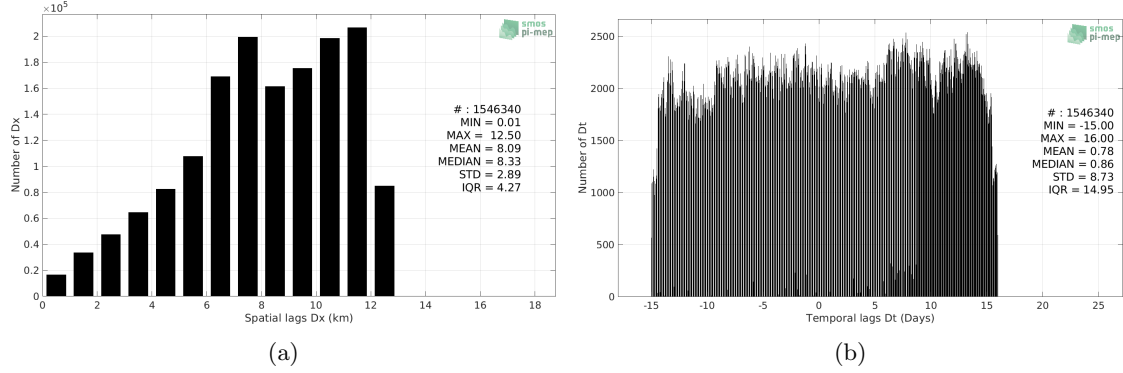 ×10⁵
2
1.8
1.6
1.4
1.2
1
0.8
0.6
0.4
0.2
0
Number of Dx
smos
pi-mep
# : 1546340
MIN = 0.01
MAX = 12.50
MEAN = 8.09
MEDIAN = 8.33
STD = 2.89
IQR = 4.27
0 2 4 6 8 10 12 14 16 18
Spatial lags Dx (km)
(a)
2500
2000
1500
1000
500
0
Number of Dt
smos
pi-mep
# : 1546340
MIN = -15.00
MAX = 16.00
MEAN = 0.78
MEDIAN = 0.86
STD = 8.73
IQR = 14.95
-15 -10 -5 0 5 10 15 20 25
Temporal lags Dt (Days)
(b)